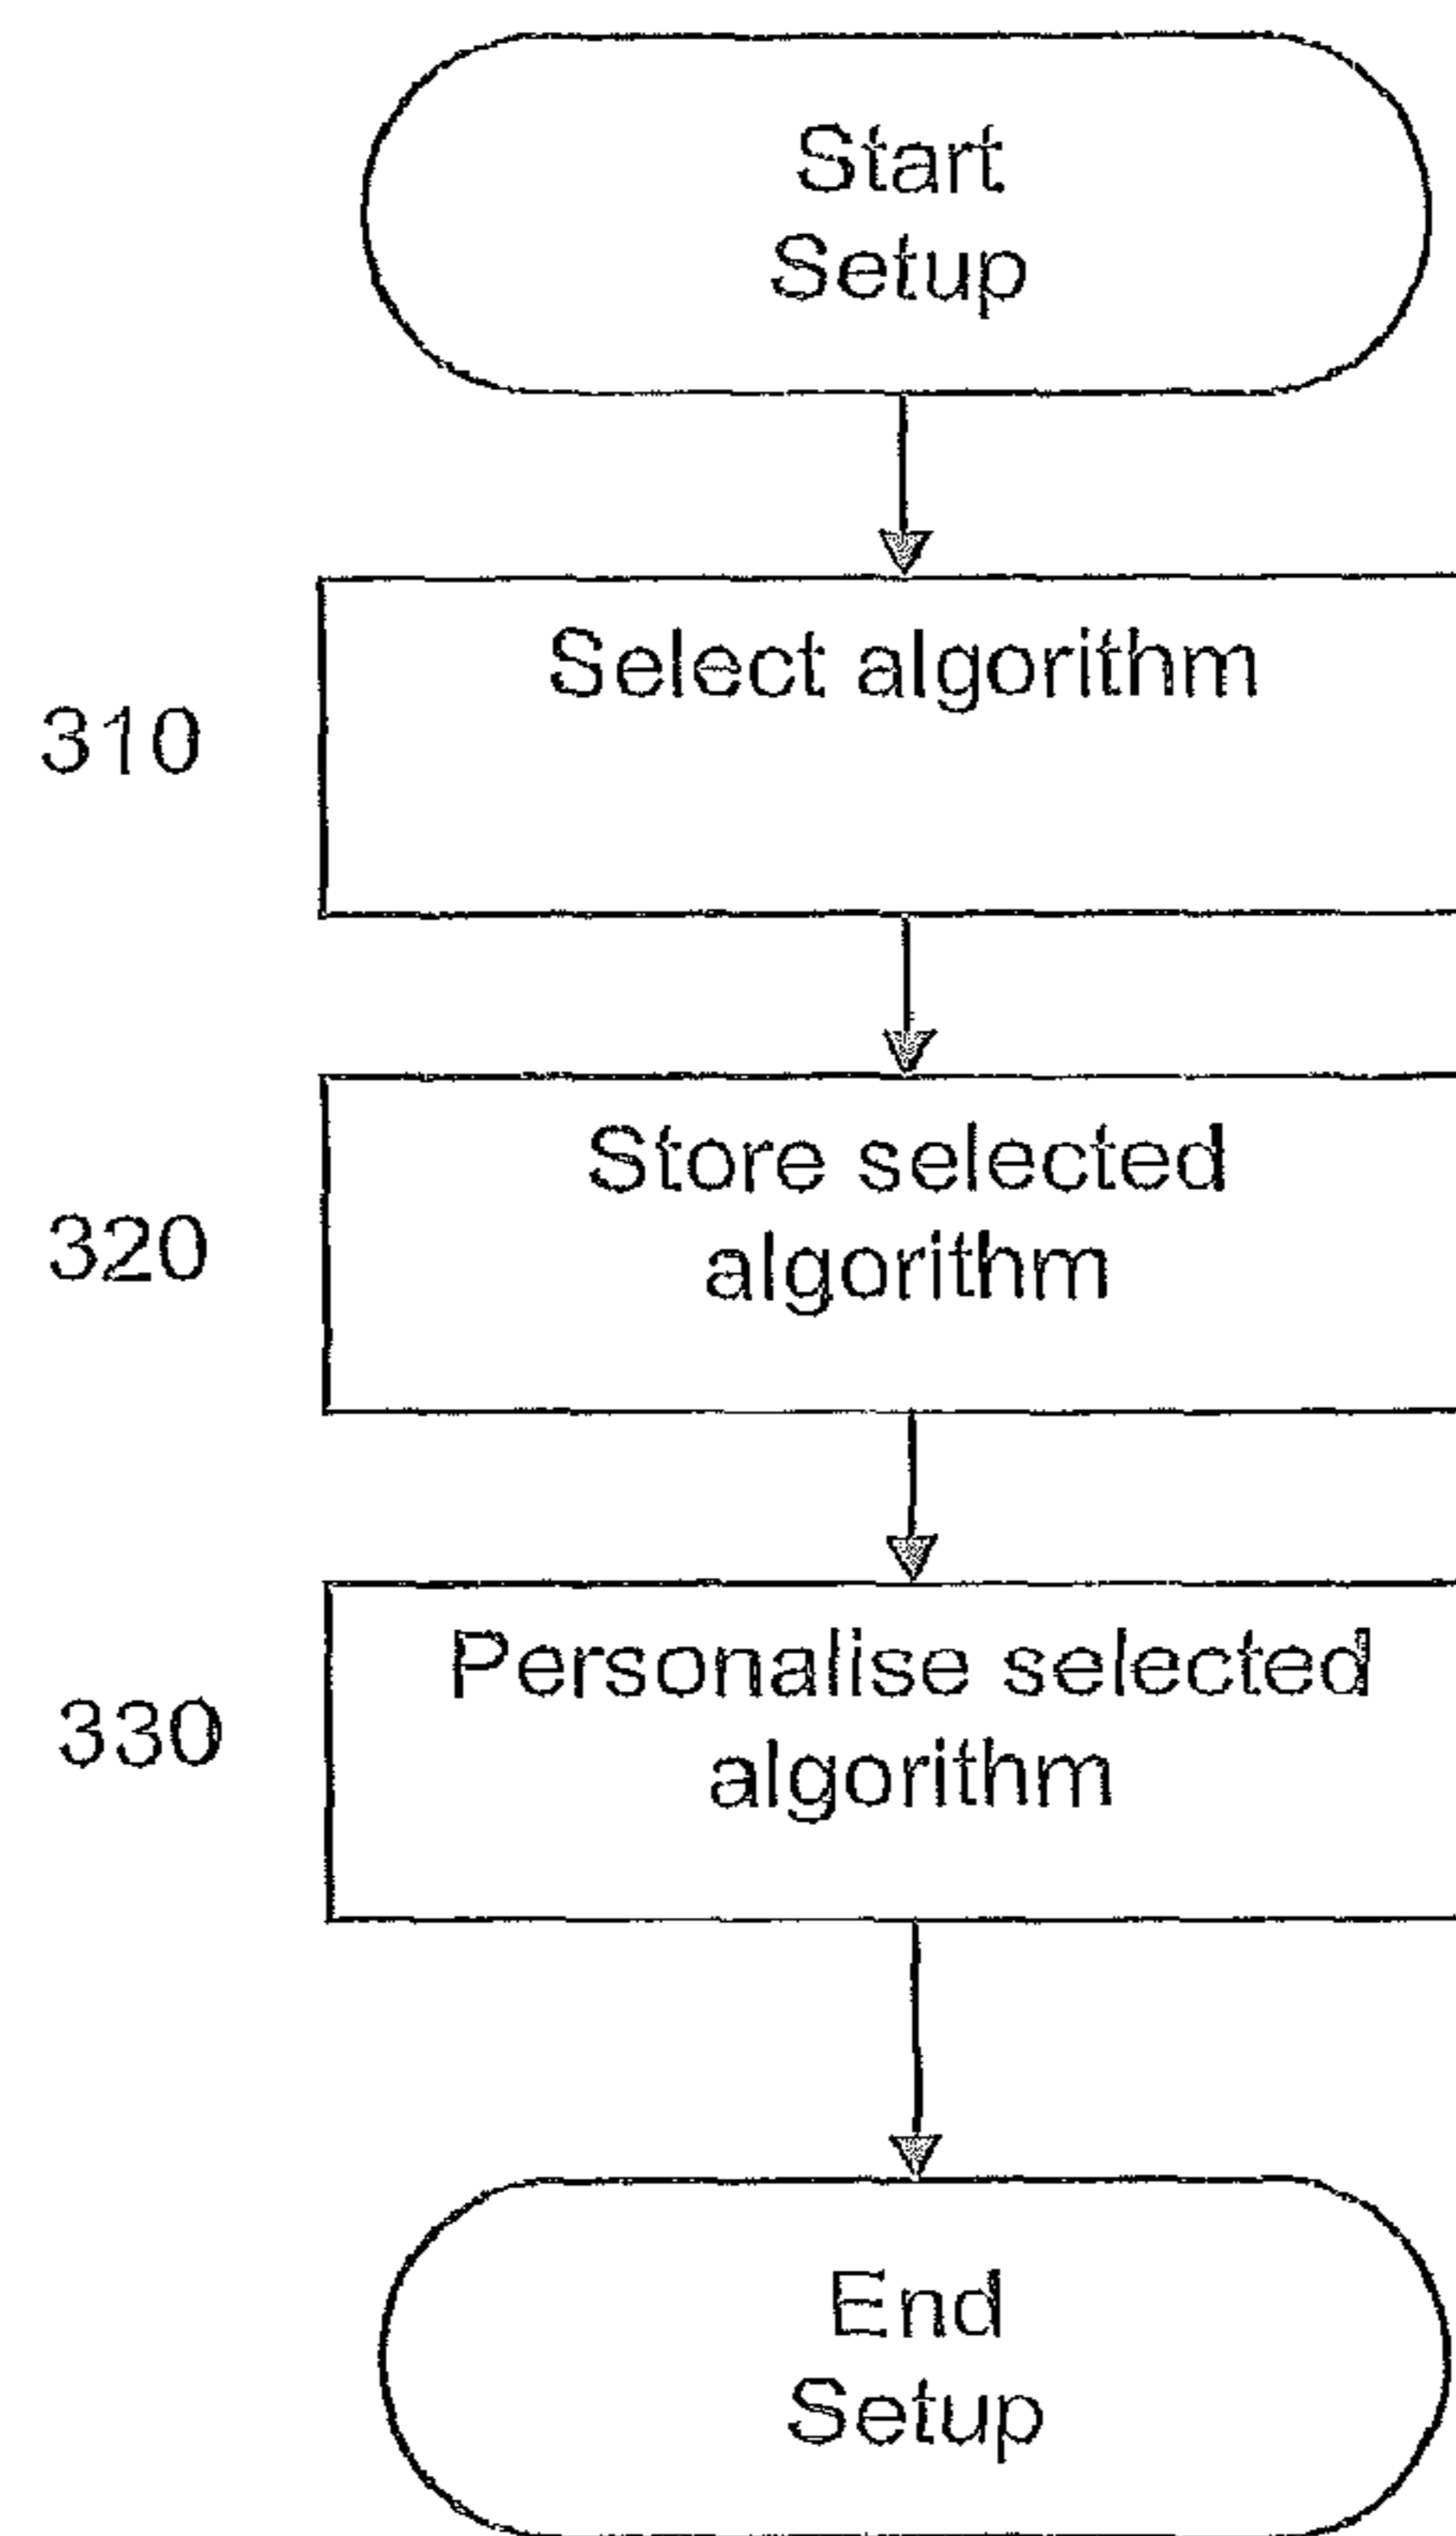 Start
Setup
310
Select algorithm
320
Store selected
algorithm
330
Personalise selected
algorithm
End
Setup